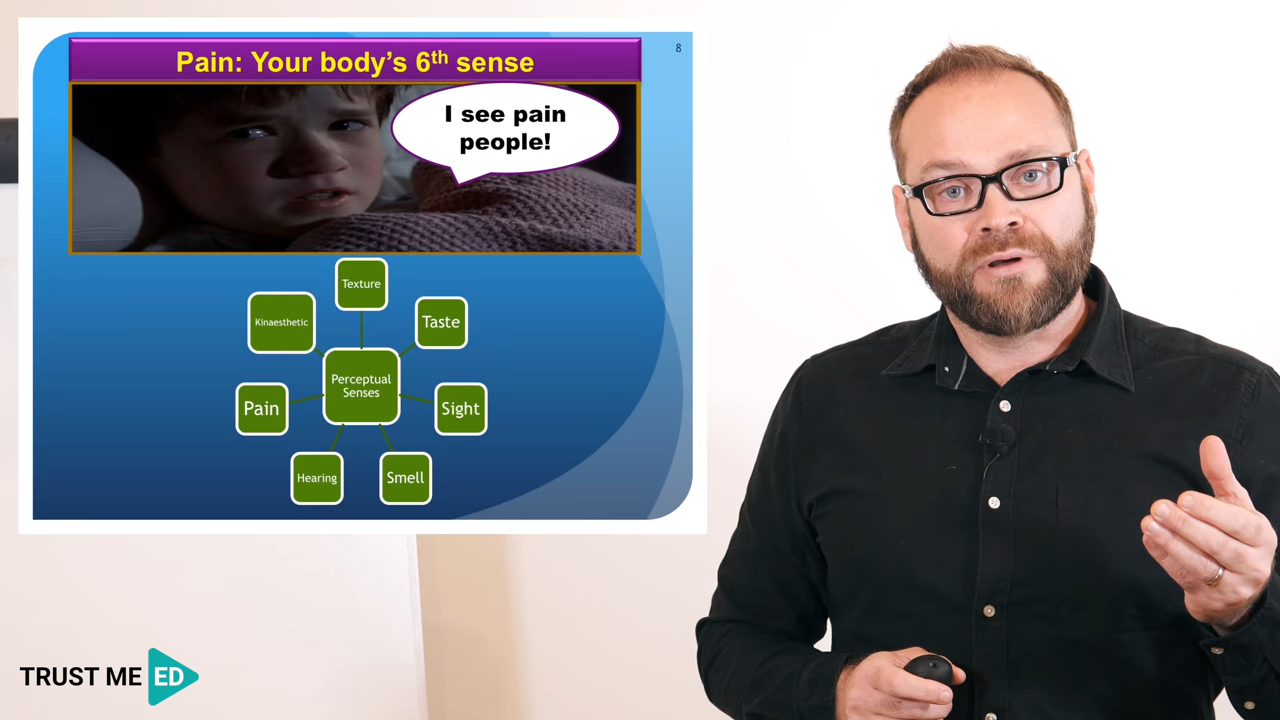 8
Pain: Your body's 6th sense
I see pain
people!
Texture
Kinaesthetic
Taste
Perceptual
Senses
Pain
Sight
Hearing
Smell
TRUST ME ED